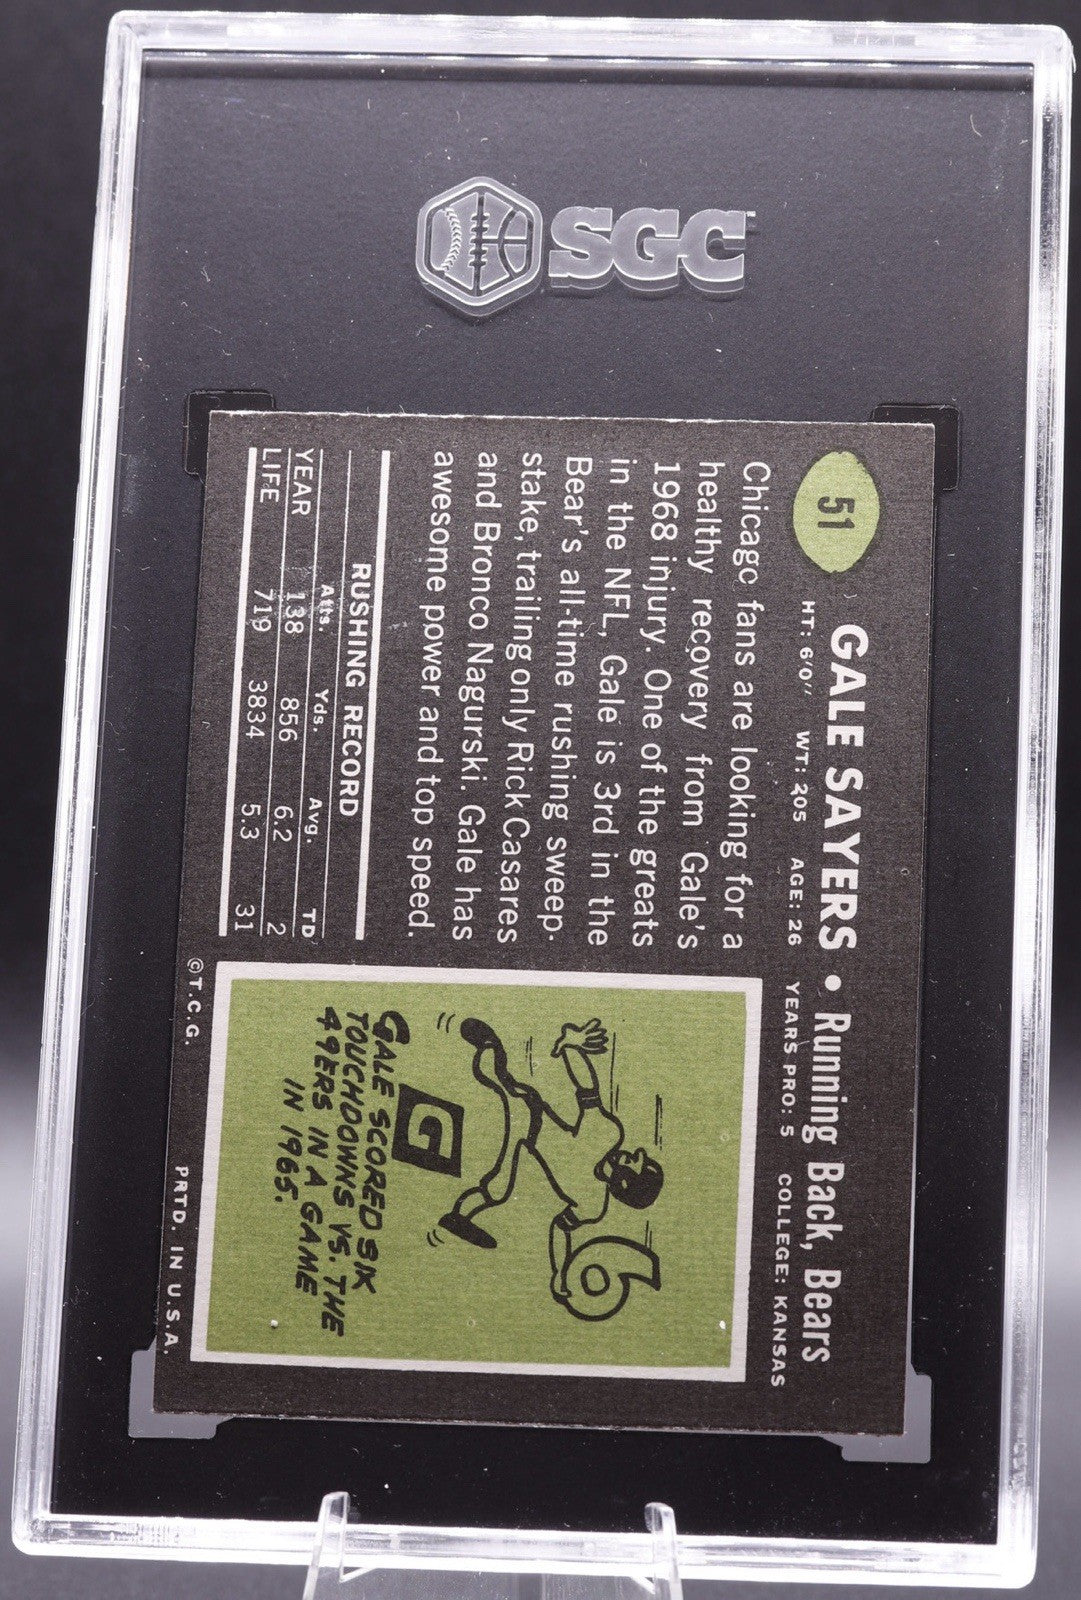 SGC
51
GALE SAYERS • Running Back, Bears
HT: 6'0" WT: 205 AGE: 26 YEARS PRO: 5 COLLEGE: KANSAS
Chicago fans are looking for a
healthy recovery from Gale's
1968 injury. One of the greats
in the NFL, Gale is 3rd in the
Bear's all-time rushing sweep-
stake, trailing only Rick Casares
and Bronco Nagurski. Gale has
awesome power and top speed.
RUSHING RECORD
Atts. Yds. Avg. TD
YEAR 138 856 6.2 2
LIFE 719 3834 5.3 31
6
G
GALE SCORED SIX
TOUCHDOWNS VS. THE
49ERS IN A GAME
IN 1965.
©T.C.G. PRTD. IN U.S.A.